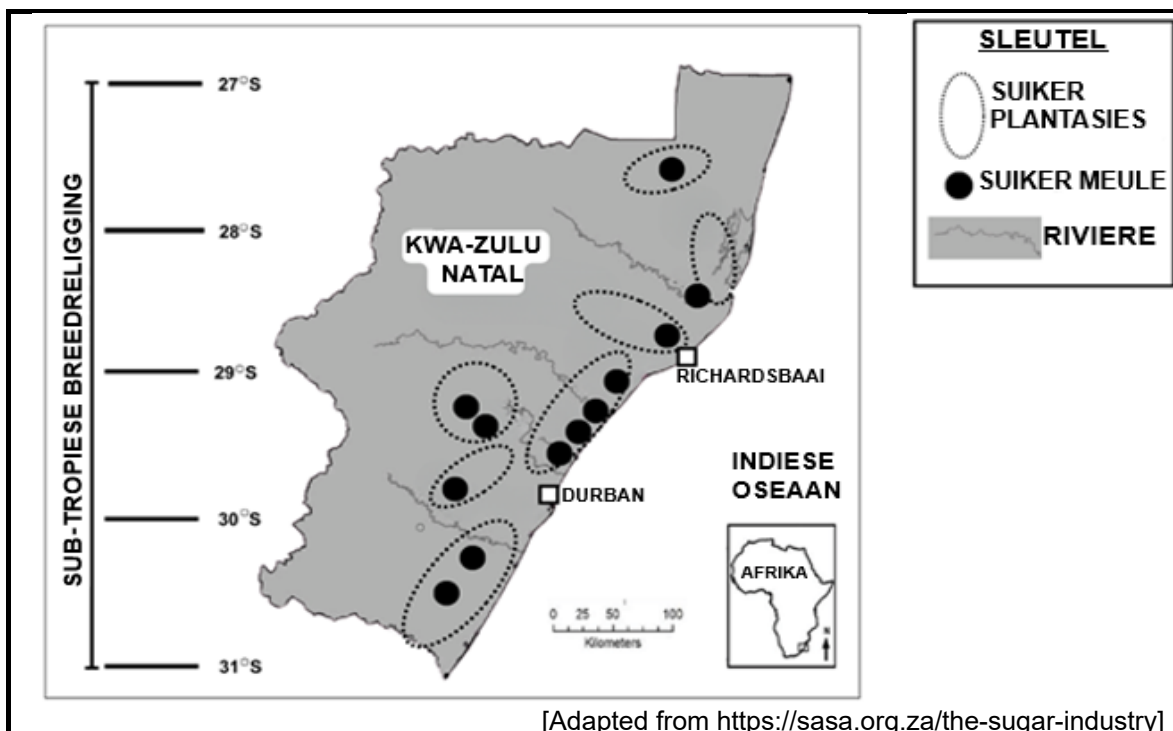 27°S
28°S
29°S
30°S
31°S
SUB-TROPIESE BREEDRELIGGING
KWA-ZULU
NATAL
RICHARDSBAAI
DURBAN
INDIESE
OSEAAN
AFRIKA
N
0 25 50 100
Kilometers
SLEUTEL
SUIKER
PLANTASIES
SUIKER MEULE
RIVIERE
[Adapted from https://sasa.org.za/the-sugar-industry]